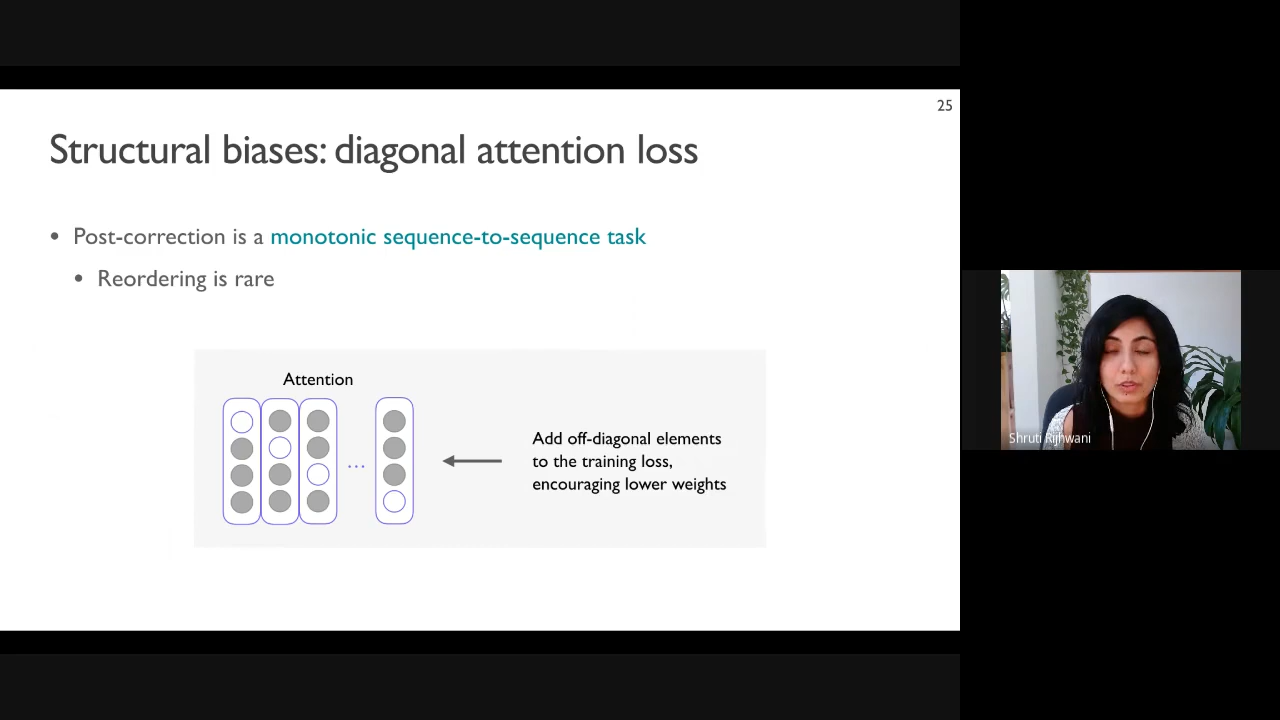 25
Structural biases: diagonal attention loss
• Post-correction is a monotonic sequence-to-sequence task
• Reordering is rare
Attention
...
Add off-diagonal elements
to the training loss,
encouraging lower weights
Shruti Rijhwani